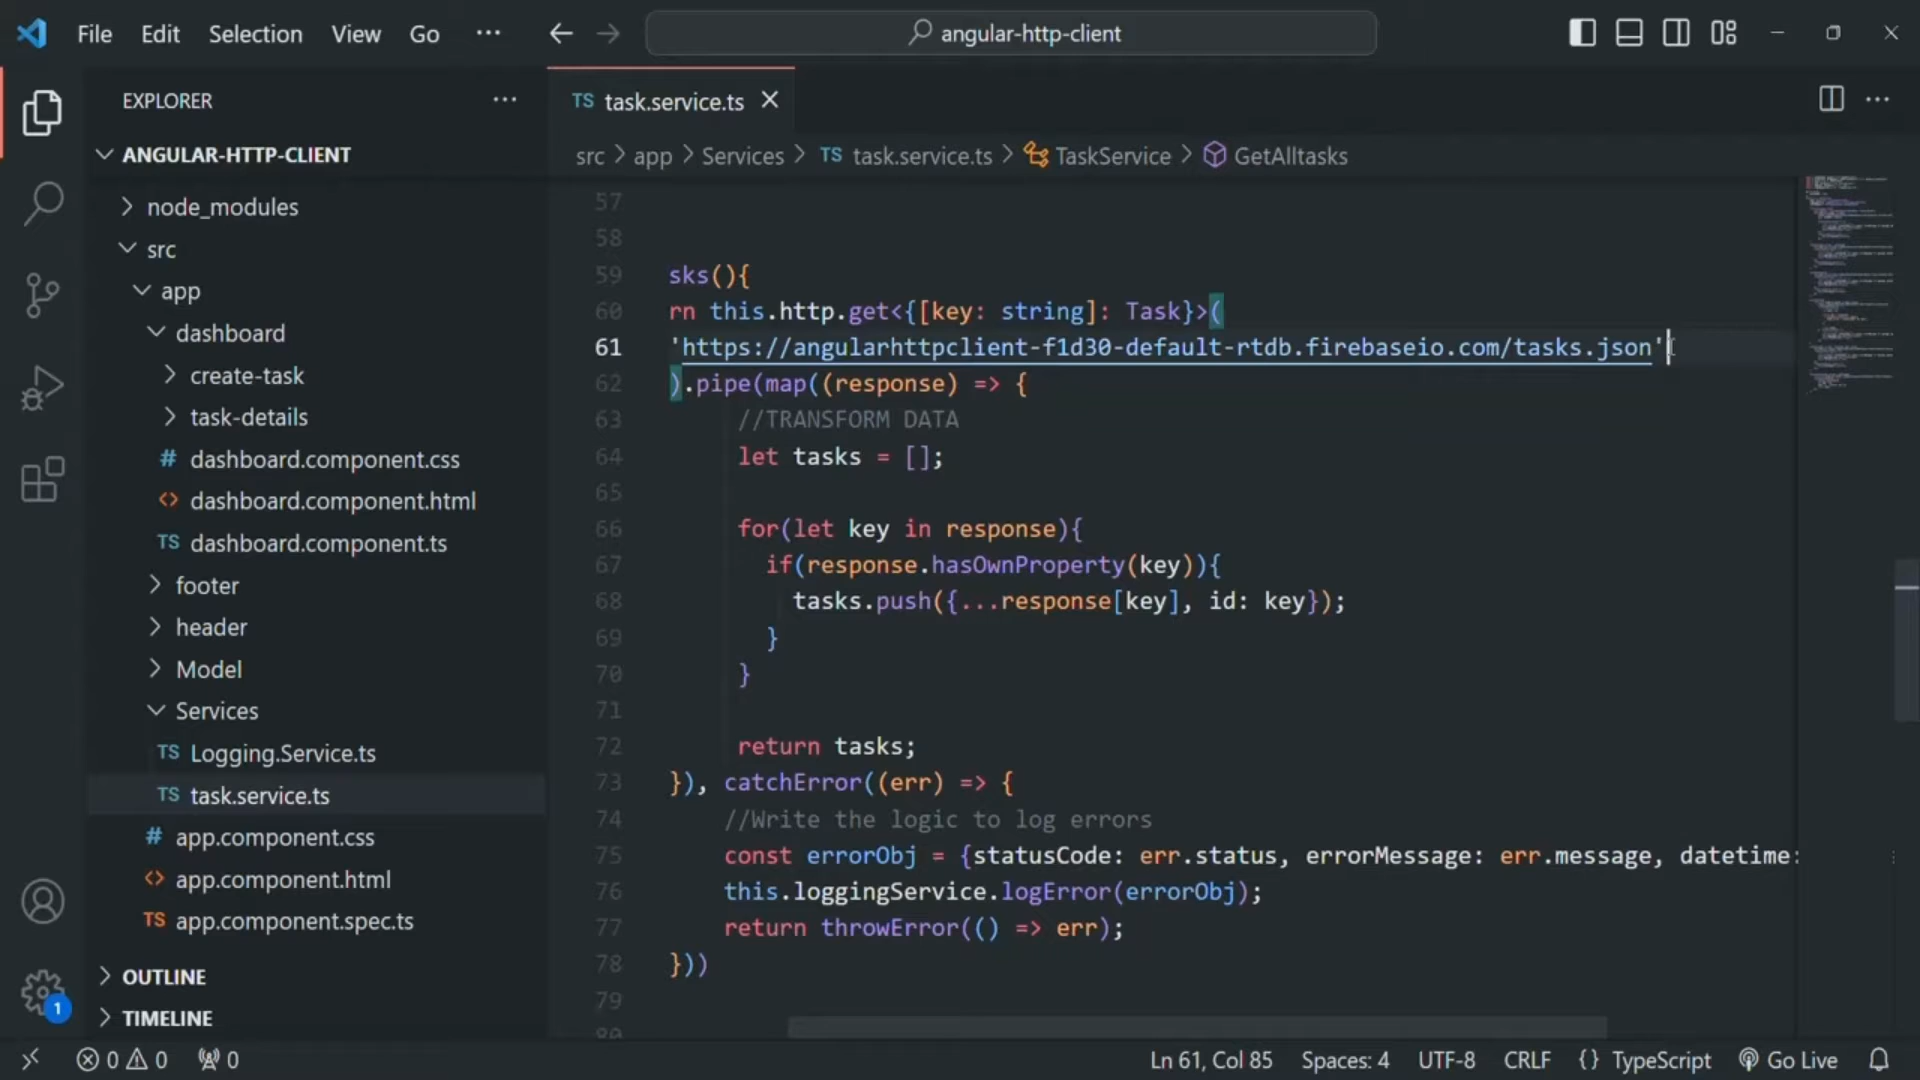 File Edit Selection View Go ··· angular-http-client
EXPLORER ···
ANGULAR-HTTP-CLIENT
node_modules
src
app
dashboard
create-task
task-details
# dashboard.component.css
<> dashboard.component.html
TS dashboard.component.ts
footer
header
Model
Services
TS Logging.Service.ts
TS task.service.ts
# app.component.css
<> app.component.html
TS app.component.spec.ts
OUTLINE
TIMELINE
1
TS task.service.ts
src > app > Services > TS task.service.ts > TaskService > GetAlltasks
57
58
59 sks(){
60 rn this.http.get<{[key: string]: Task}>(
61 'https://angularhttpclient-f1d30-default-rtdb.firebaseio.com/tasks.json'
62 ).pipe(map((response) => {
63 //TRANSFORM DATA
64 let tasks = [];
65
66 for(let key in response){
67 if(response.hasOwnProperty(key)){
68 tasks.push({...response[key], id: key});
69 }
70 }
71
72 return tasks;
73 }), catchError((err) => {
74 //Write the logic to log errors
75 const errorObj = {statusCode: err.status, errorMessage: err.message, datetime:
76 this.loggingService.logError(errorObj);
77 return throwError(() => err);
78 }))
79
80
0 0 0 Ln 61, Col 85 Spaces: 4 UTF-8 CRLF {} TypeScript Go Live